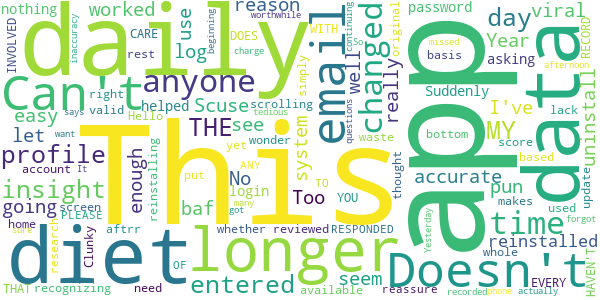 nothing
worked
reason
viral
password
daily
email
INVOLVED
beginning
worthwhile
CARE
DOES
WITH
original
day
Year
asking
missed
afternoon
basis
RECORD
inaccuracy
rest
use
log
charge
continuing
So
changed
app
data
Can't
anyone
Well
really
Suddenly
uninstall
easy
right
valid
helped
Scuse
scrolling
simply
questions
I've
lack
let
Hello
tedious
THE
see
system
waste
bottom
MY
score
This
profile
says
want
yet
ANY
wonder
thought
accurate
based
update
insight
account
It
enough
reinstalling
put
No
login
TO
YOU
pun
makes
used
forgot
going
screen
many
got
Too
baf
time
home
PLEASE
sure
research
Clunky
aftrr
whether
reviewed
RESPONDED
seem
Yesterday
reinstalled
whole
HAVEN'T
diet
longer
Doesn't
entered
available
reassure
EVERY
THAT
recognizing
need
OF
recorded
phone
actually